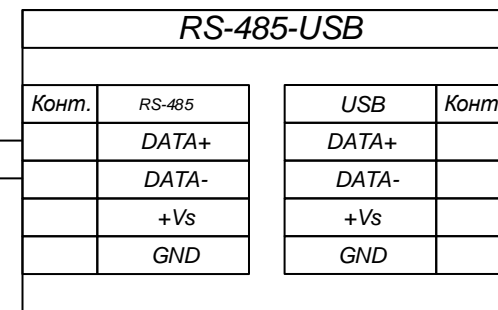 RS-485-USB
Конт. RS-485 USB Конт
DATA+ DATA+
DATA- DATA-
+Vs +Vs
GND GND